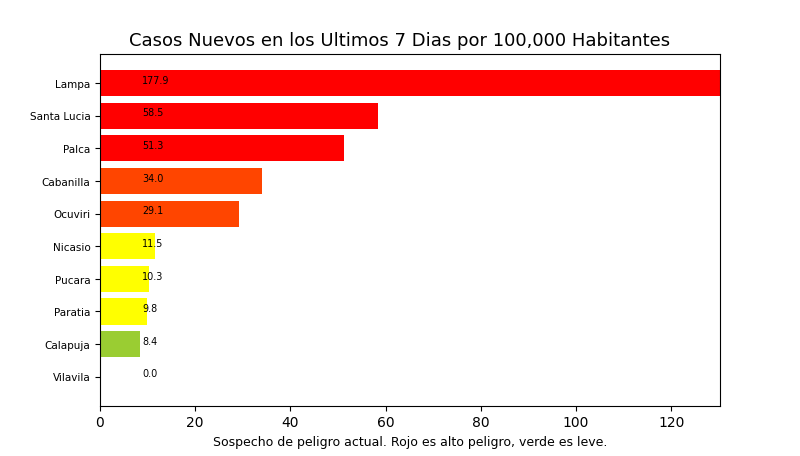 Casos Nuevos en los Ultimos 7 Dias por 100,000 Habitantes
Lampa 177.9
Santa Lucia 58.5
Palca 51.3
Cabanilla 34.0
Ocuviri 29.1
Nicasio 11.5
Pucara 10.3
Paratia 9.8
Calapuja 8.4
Vilavila 0.0
0 20 40 60 80 100 120
Sospecho de peligro actual. Rojo es alto peligro, verde es leve.